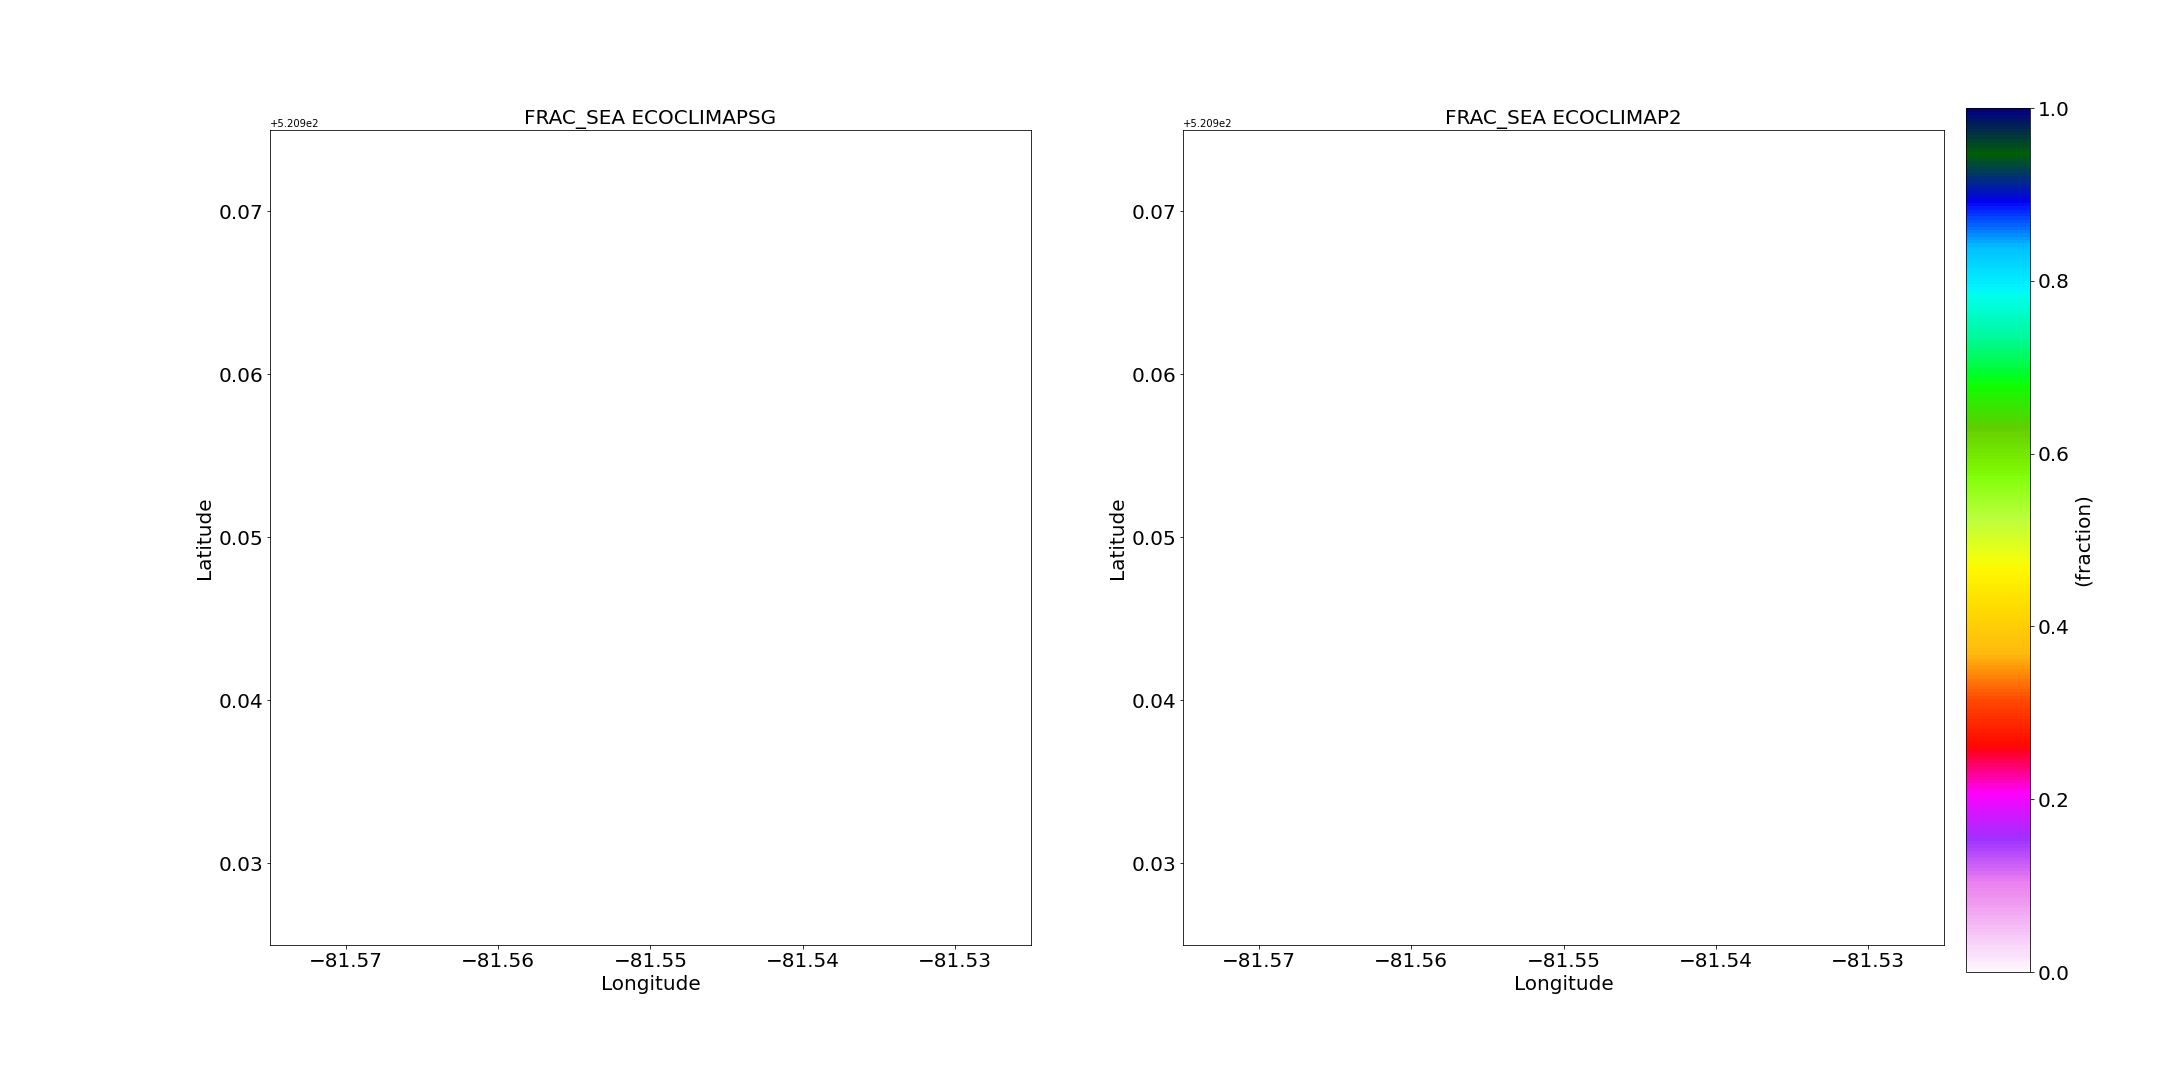 FRAC_SEA ECOCLIMAPSG
+5.209e2
0.07
0.06
0.05
0.04
0.03
Latitude
−81.57 −81.56 −81.55 −81.54 −81.53
Longitude
FRAC_SEA ECOCLIMAP2
+5.209e2
0.07
0.06
0.05
0.04
0.03
Latitude
−81.57 −81.56 −81.55 −81.54 −81.53
Longitude
1.0
0.8
0.6
0.4
0.2
0.0
(fraction)